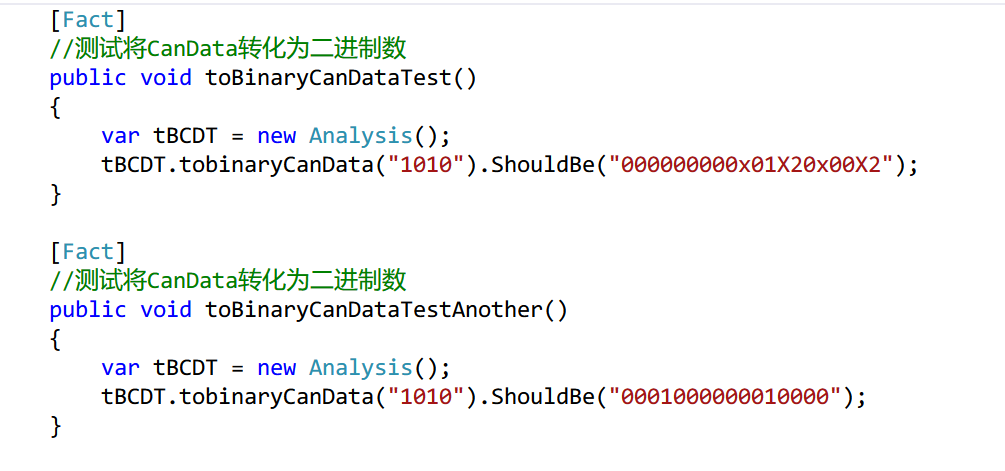 [Fact]
//测试将CanData转化为二进制数
public void toBinaryCanDataTest()
{
    var tBCDT = new Analysis();
    tBCDT.tobinaryCanData("1010").ShouldBe("000000000x01X20x00X2");
}

[Fact]
//测试将CanData转化为二进制数
public void toBinaryCanDataTestAnother()
{
    var tBCDT = new Analysis();
    tBCDT.tobinaryCanData("1010").ShouldBe("0001000000010000");
}